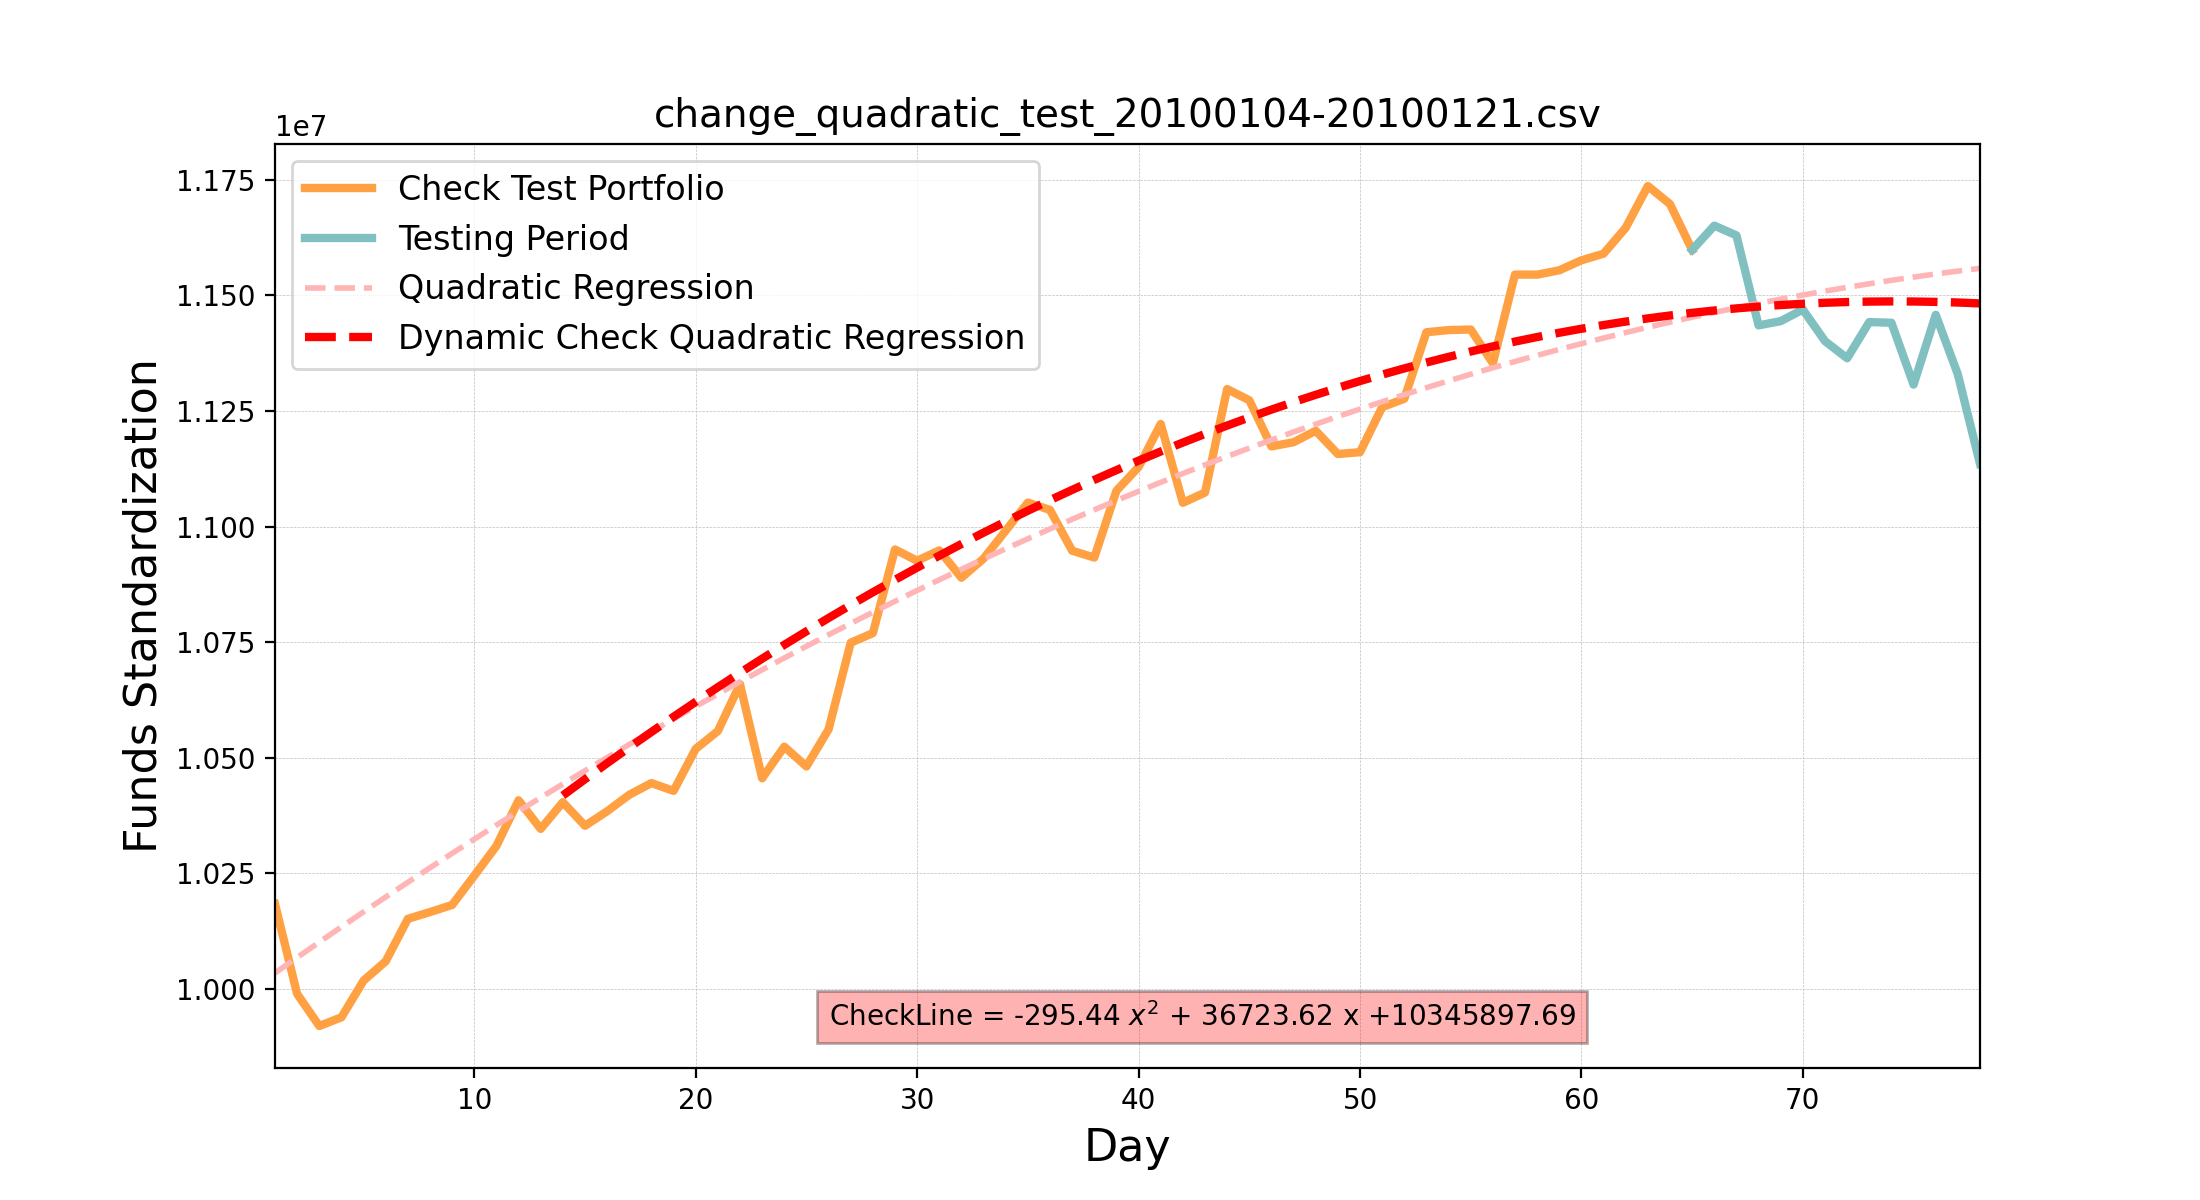 change_quadratic_test_20100104-20100121.csv
1e7
Check Test Portfolio
Testing Period
Quadratic Regression
Dynamic Check Quadratic Regression
Funds Standardization
1.175
1.150
1.125
1.100
1.075
1.050
1.025
1.000
CheckLine = -295.44 x² + 36723.62 x +10345897.69
10 20 30 40 50 60 70
Day